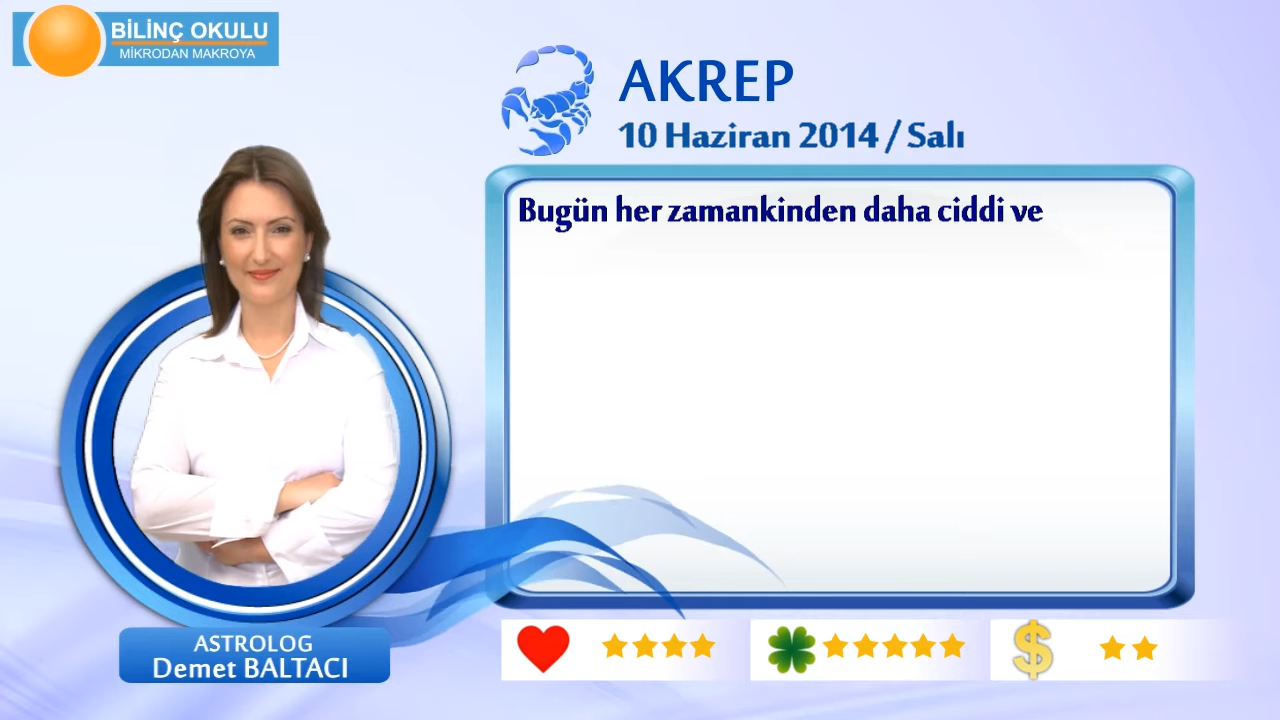 BİLİNÇ OKULU
MİKRODAN MAKROYA
AKREP
10 Haziran 2014 / Salı
Bugün her zamankinden daha ciddi ve
ASTROLOG
Demet BALTACI